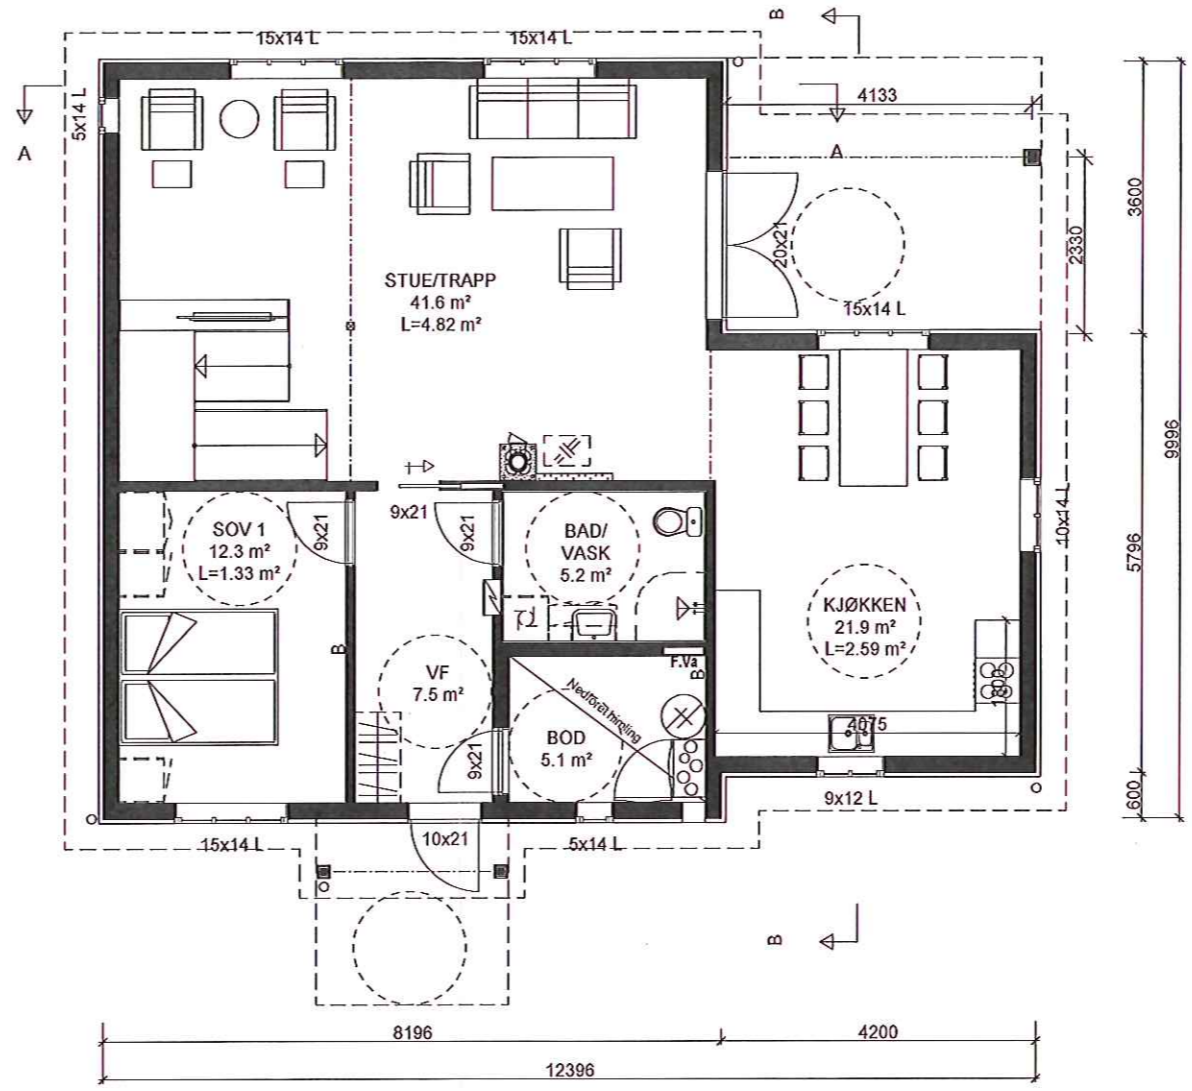 B
15x14 L
15x14 L
5x14 L
A
4133
A
3600
2330
20x21
15x14 L
STUE/TRAPP
41.6 m²
L=4.82 m²
9996
9x21
SOV 1
12.3 m²
L=1.33 m²
9x21
9x21
BAD/
VASK
5.2 m²
10x14 L
5796
KJØKKEN
21.9 m²
L=2.59 m²
B
VF
7.5 m²
F.Va
B
Nedfôret himling
BOD
5.1 m²
9x21
1800
4075
9x12 L
600
15x14 L
10x21
5x14 L
B
8196
4200
12396